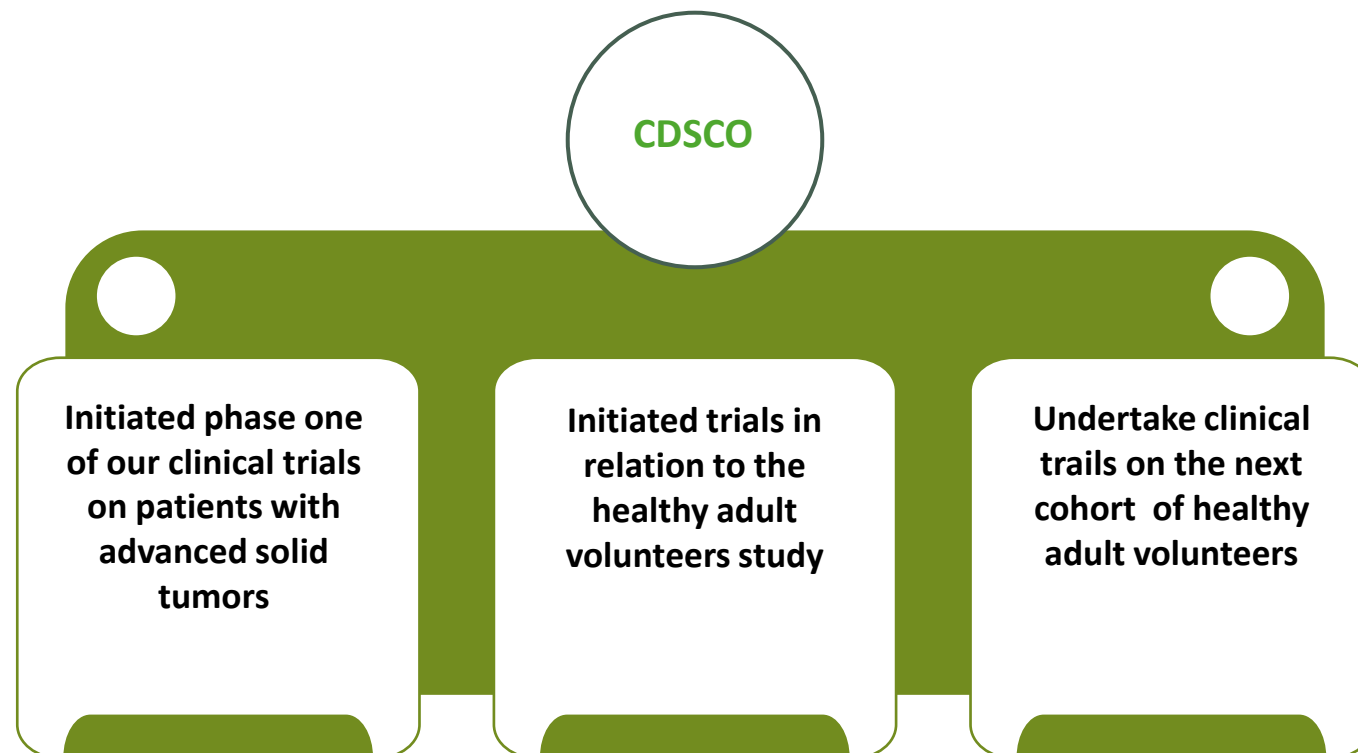 CDSCO
Initiated phase one
of our clinical trials
on patients with
advanced solid
tumors
Initiated trials in
relation to the
healthy adult
volunteers study
Undertake clinical
trails on the next
cohort of healthy
adult volunteers